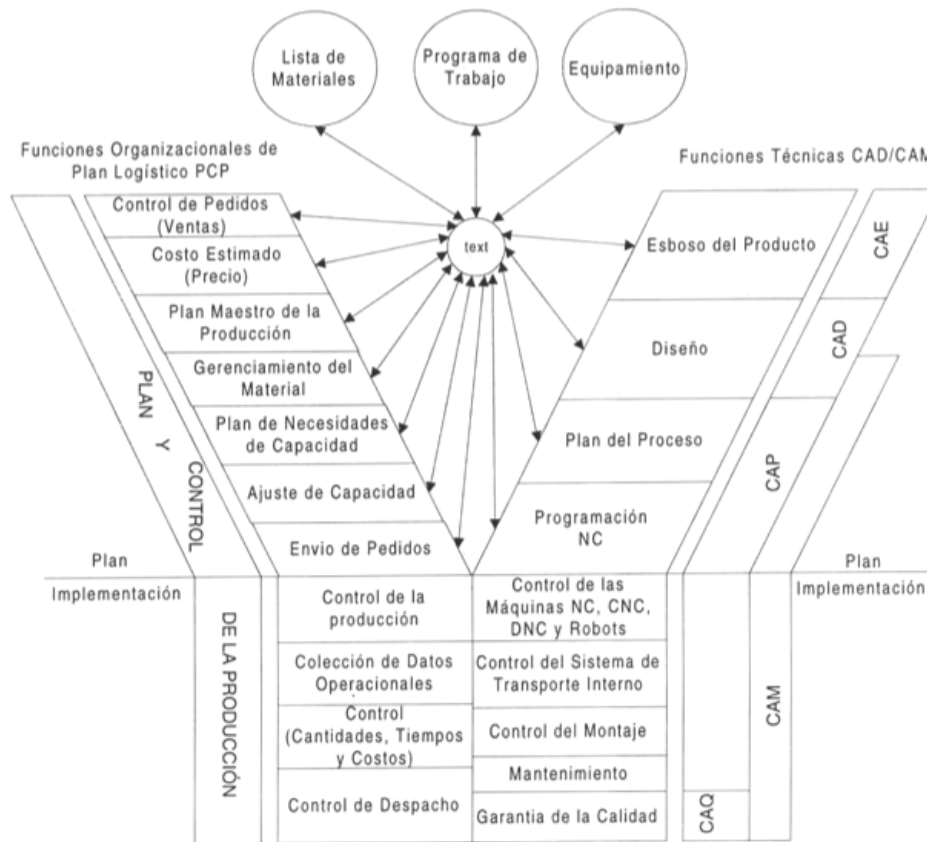 Lista de
Materiales
Programa de
Trabajo
Equipamiento
Funciones Organizacionales de
Plan Logístico PCP
Funciones Técnicas CAD/CAM
Control de Pedidos
(Ventas)
Costo Estimado
(Precio)
Plan Maestro de la
Producción
Gerenciamiento del
Material
Plan de Necesidades
de Capacidad
Ajuste de Capacidad
Envio de Pedidos
text
Esboso del Producto
Diseño
Plan del Proceso
Programación
NC
CAE
CAD
CAP
PLAN Y CONTROL
Plan
Implementación
Plan
Implementación
DE LA PRODUCCIÓN
Control de la
producción
Colección de Datos
Operacionales
Control
(Cantidades, Tiempos
y Costos)
Control de Despacho
Control de las
Máquinas NC, CNC,
DNC y Robots
Control del Sistema de
Transporte Interno
Control del Montaje
Mantenimiento
Garantia de la Calidad
CAQ
CAM